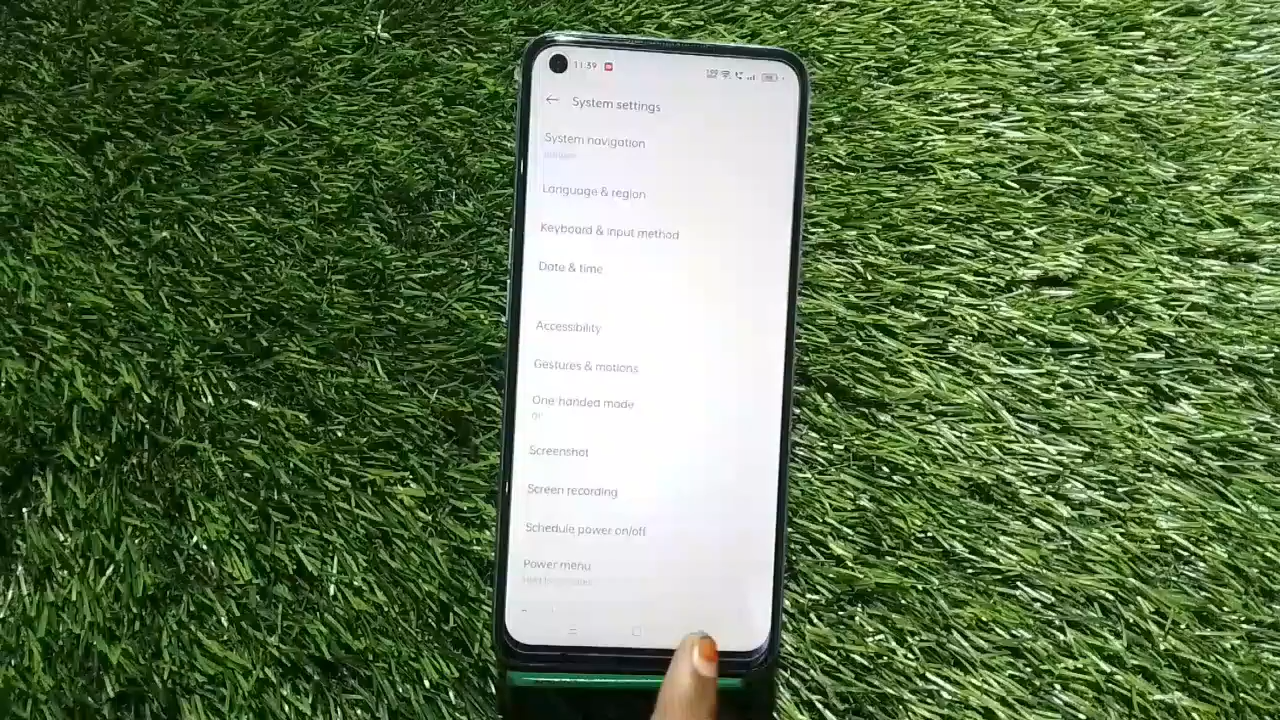 11:39
System settings
System navigation
Language & region
Keyboard & input method
Date & time
Accessibility
Gestures & motions
One-handed mode
Screenshot
Screen recording
Schedule power on/off
Power menu